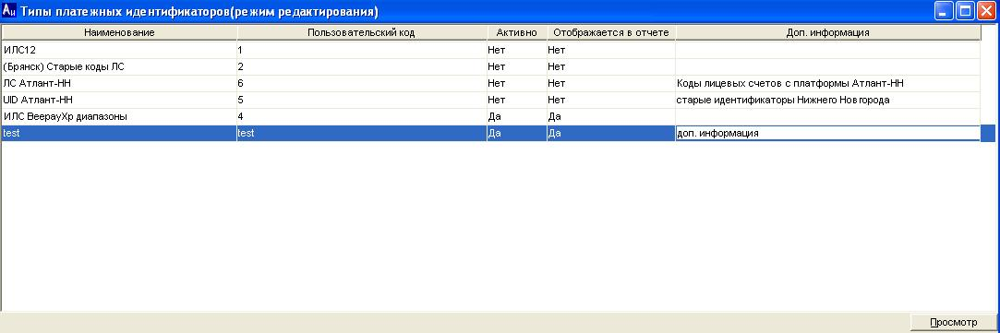 Ан Типы платежных идентификаторов(режим редактирования)
Наименование Пользовательский код Активно Отображается в отчете Доп. информация
ИЛС12 1 Нет Нет
(Брянск) Старые коды ЛС 2 Нет Нет
ЛС Атлант-НН 6 Нет Нет Коды лицевых счетов с платформы Атлант-НН
UID Атлант-НН 5 Нет Нет старые идентификаторы Нижнего Новгорода
ИЛС BeepayXp диапазоны 4 Да Да
test test Да Да доп. информация
Просмотр